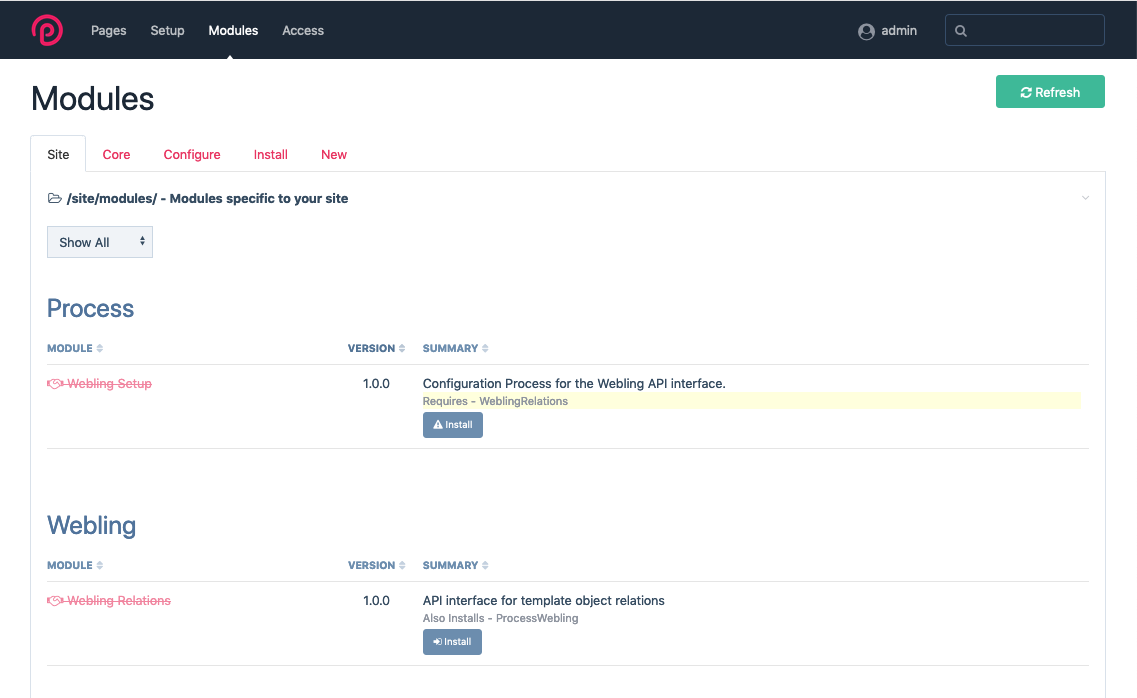 Pages Setup Modules Access admin
Modules
Refresh
Site Core Configure Install New
/site/modules/ - Modules specific to your site
Show All
Process
MODULE VERSION SUMMARY
Webling Setup 1.0.0 Configuration Process for the Webling API interface.
Requires - WeblingRelations
Install
Webling
MODULE VERSION SUMMARY
Webling Relations 1.0.0 API interface for template object relations
Also Installs - ProcessWebling
Install